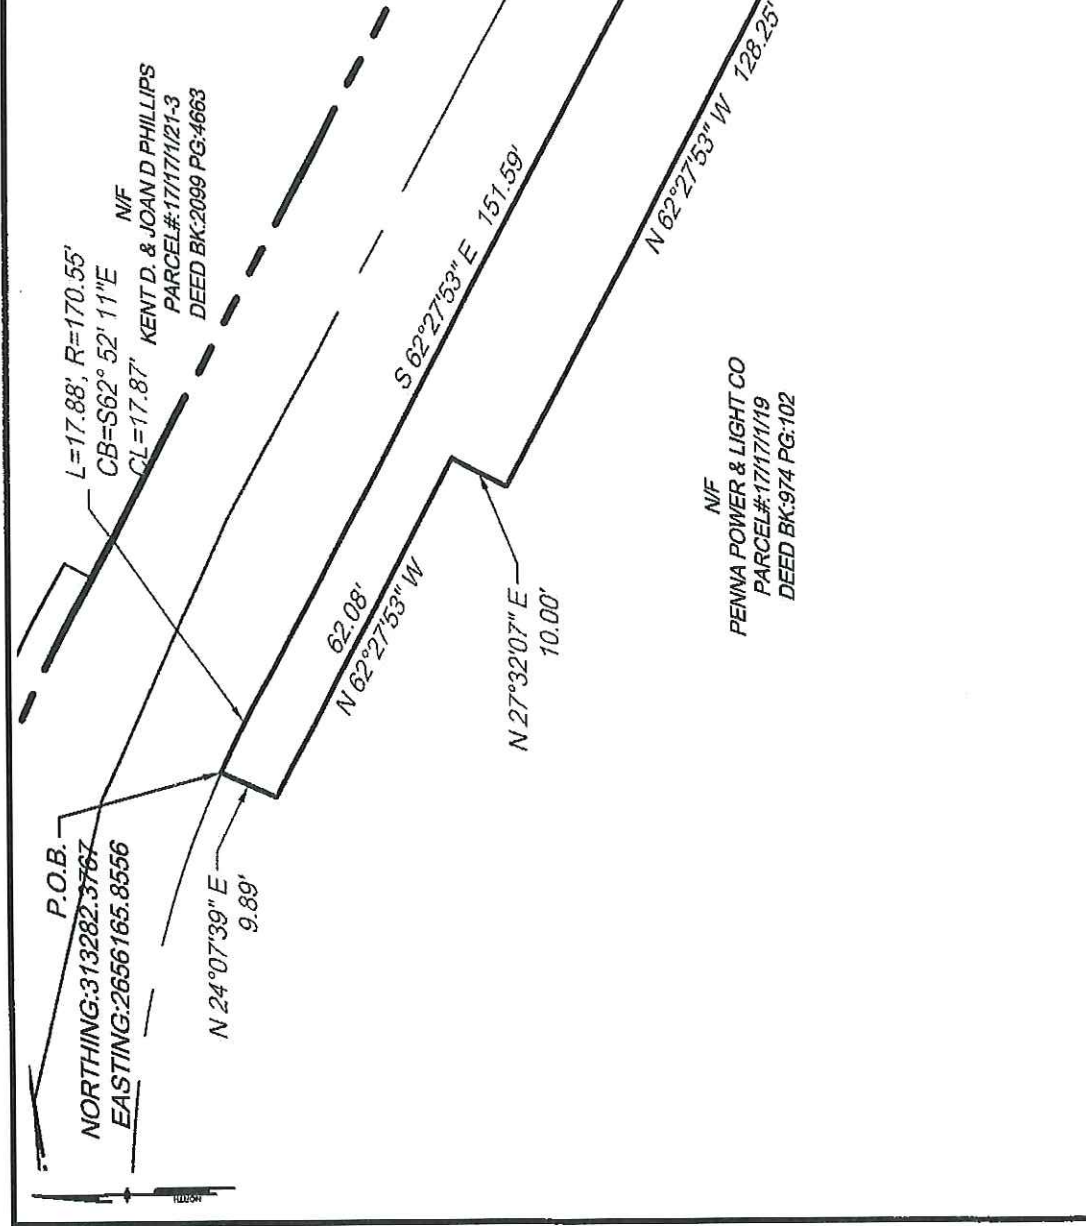 P.O.B.
NORTHING:313282.3767
EASTING:2656165.8556
L=17.88', R=170.55'
CB=S62° 52' 11"E
CL=17.87'
N/F
KENT D. & JOAN D PHILLIPS
PARCEL#:17/17/1/21-3
DEED BK:2099 PG:4663
N 24°07'39" E
9.89'
62.08'
N 62°27'53" W
S 62°27'53" E 151.59'
N 27°32'07" E
10.00'
N 62°27'53" W 128.25'
N/F
PENNA POWER & LIGHT CO
PARCEL#:17/17/1/19
DEED BK:974 PG:102
NORTH